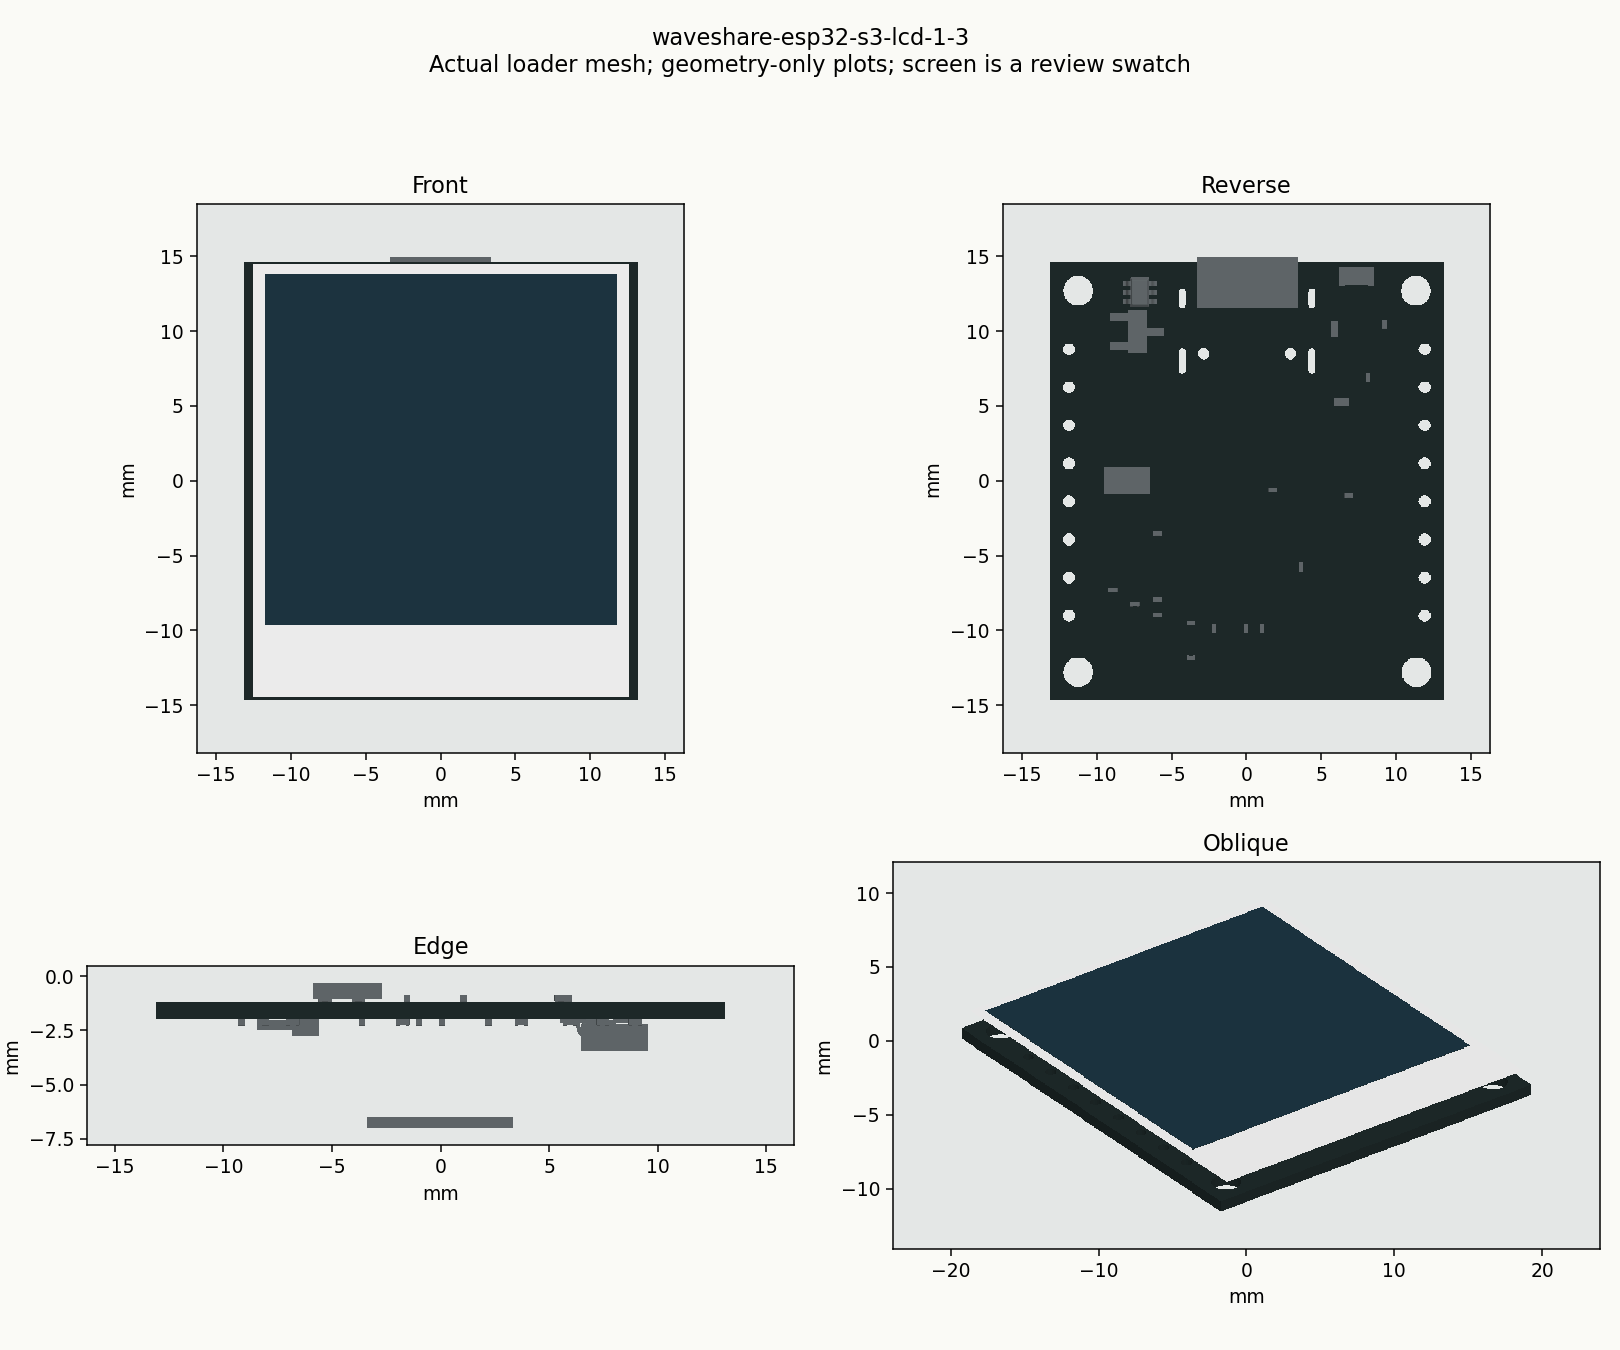 waveshare-esp32-s3-lcd-1-3
Actual loader mesh; geometry-only plots; screen is a review swatch
Front
15
10
5
0
−5
−10
−15
mm
−15 −10 −5 0 5 10 15
mm
Reverse
15
10
5
0
−5
−10
−15
mm
−15 −10 −5 0 5 10 15
mm
Edge
0.0
−2.5
−5.0
−7.5
mm
−15 −10 −5 0 5 10 15
mm
Oblique
10
5
0
−5
−10
mm
−20 −10 0 10 20
mm